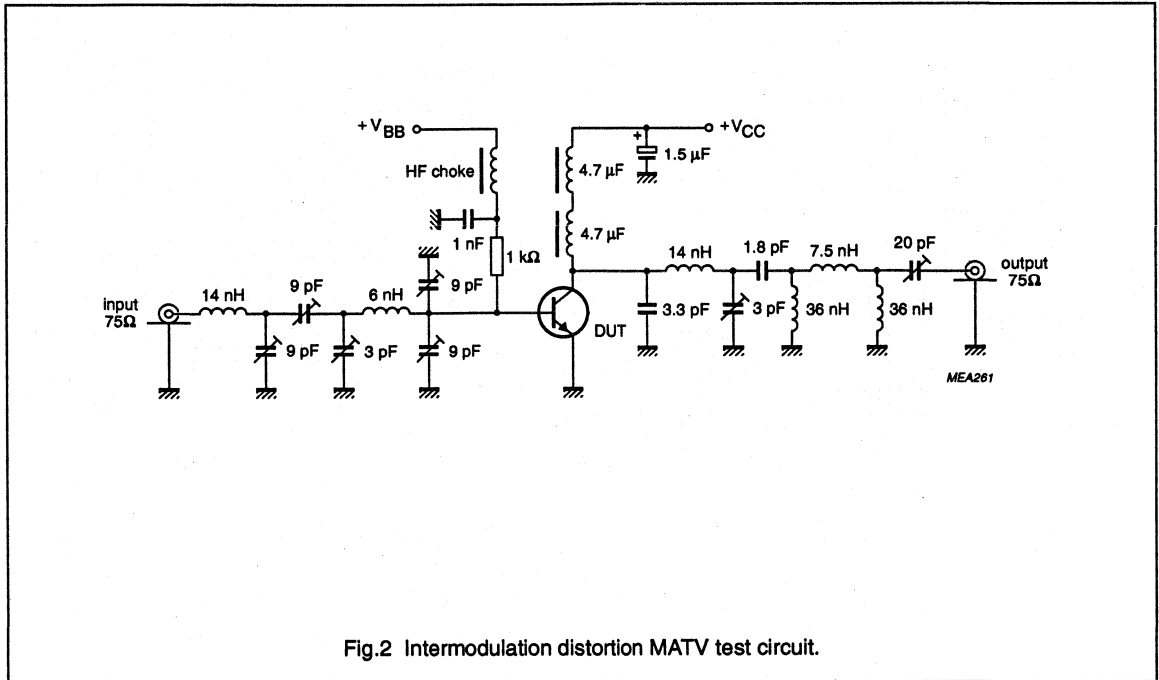 + VBB
+VCC
+
1.5 µF
HF choke
4.7 µF
4.7 µF
1 nF
1 kΩ
input
75Ω
14 nH
9 pF
6 nH
9 pF
9 pF
3 pF
9 pF
DUT
14 nH
1.8 pF
7.5 nH
20 pF
output
75Ω
3.3 pF
3 pF
36 nH
36 nH
MEA261
Fig.2 Intermodulation distortion MATV test circuit.